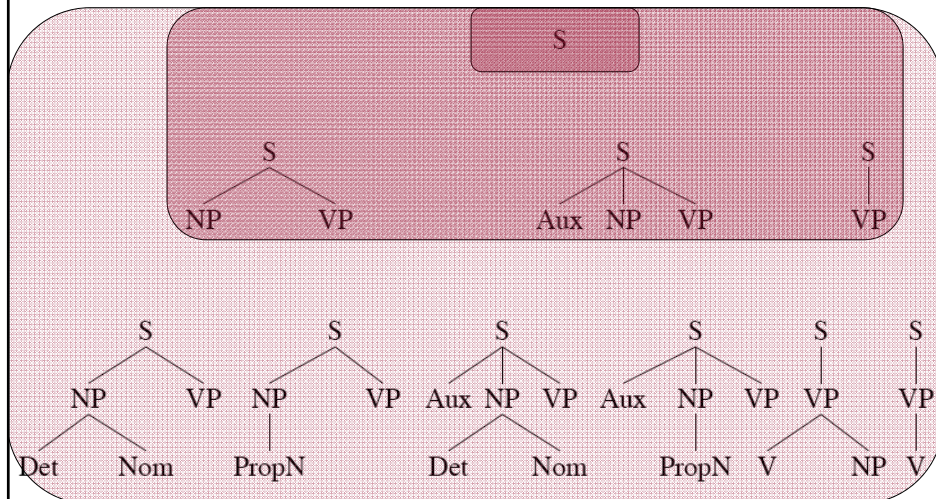 S
S S S
NP VP Aux NP VP VP
S S S S S S
NP VP NP VP Aux NP VP Aux NP VP VP VP
Det Nom PropN Det Nom PropN V NP V